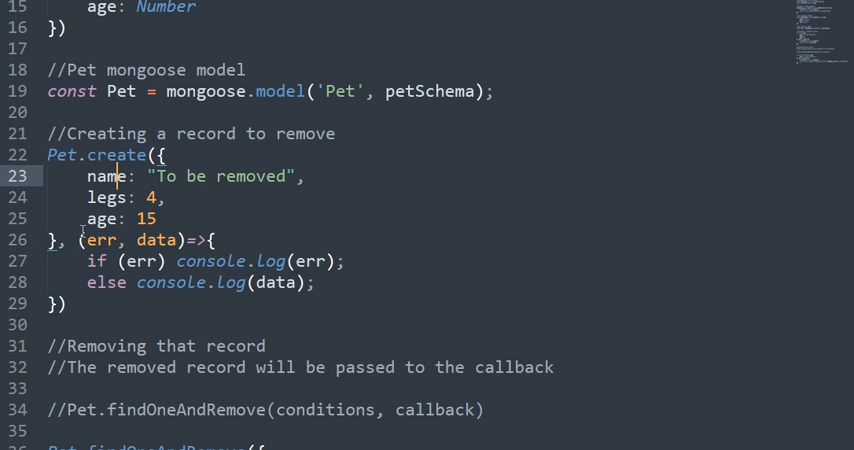 15 age: Number
16 })
17
18 //Pet mongoose model
19 const Pet = mongoose.model('Pet', petSchema);
20
21 //Creating a record to remove
22 Pet.create({
23 name: "To be removed",
24 legs: 4,
25 age: 15
26 }, (err, data)=>{
27 if (err) console.log(err);
28 else console.log(data);
29 })
30
31 //Removing that record
32 //The removed record will be passed to the callback
33
34 //Pet.findOneAndRemove(conditions, callback)
35
36 Pet.findOneAndRemove({